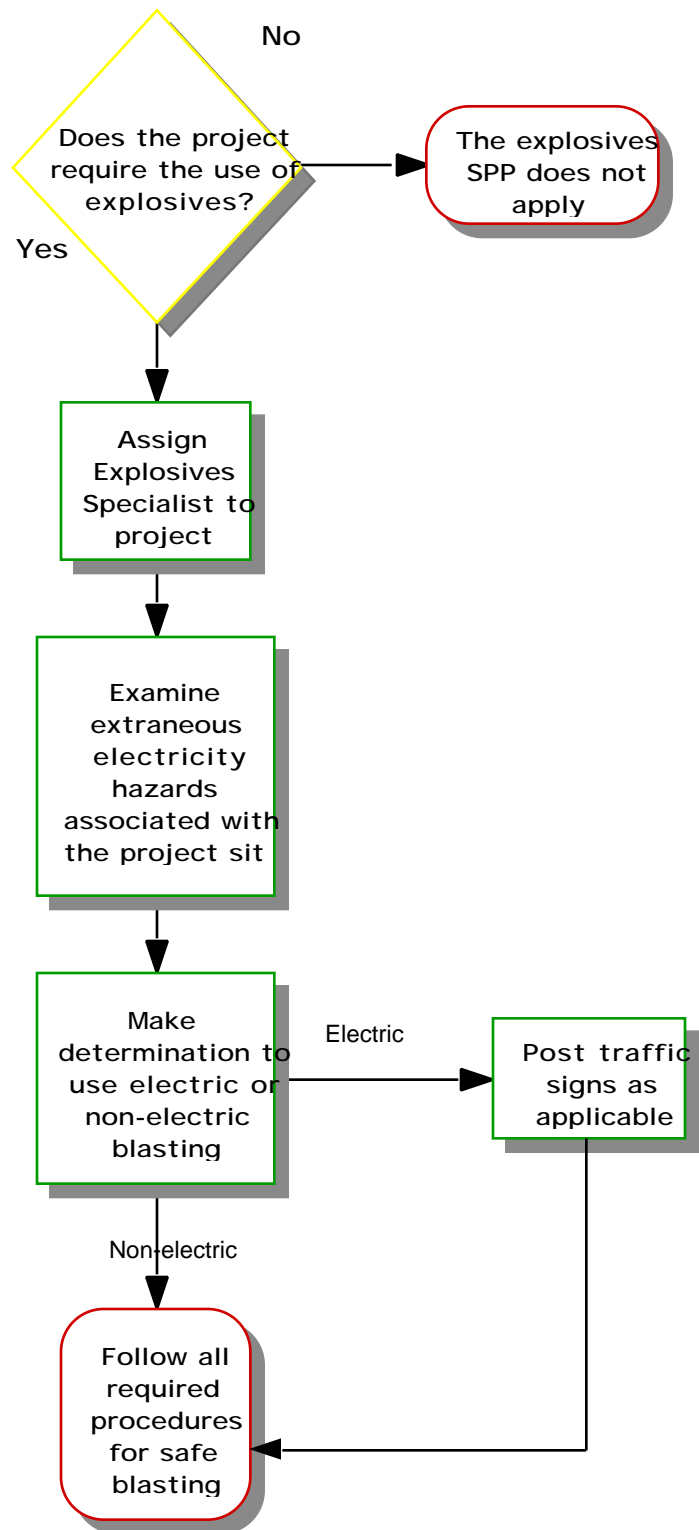 No
Does the project
require the use of
explosives?
The explosives
SPP does not
apply
Yes
Assign
Explosives
Specialist to
project
Examine
extraneous
electricity
hazards
associated with
the project sit
Make
determination to
use electric or
non-electric
blasting
Electric
Post traffic
signs as
applicable
Non-electric
Follow all
required
procedures
for safe
blasting